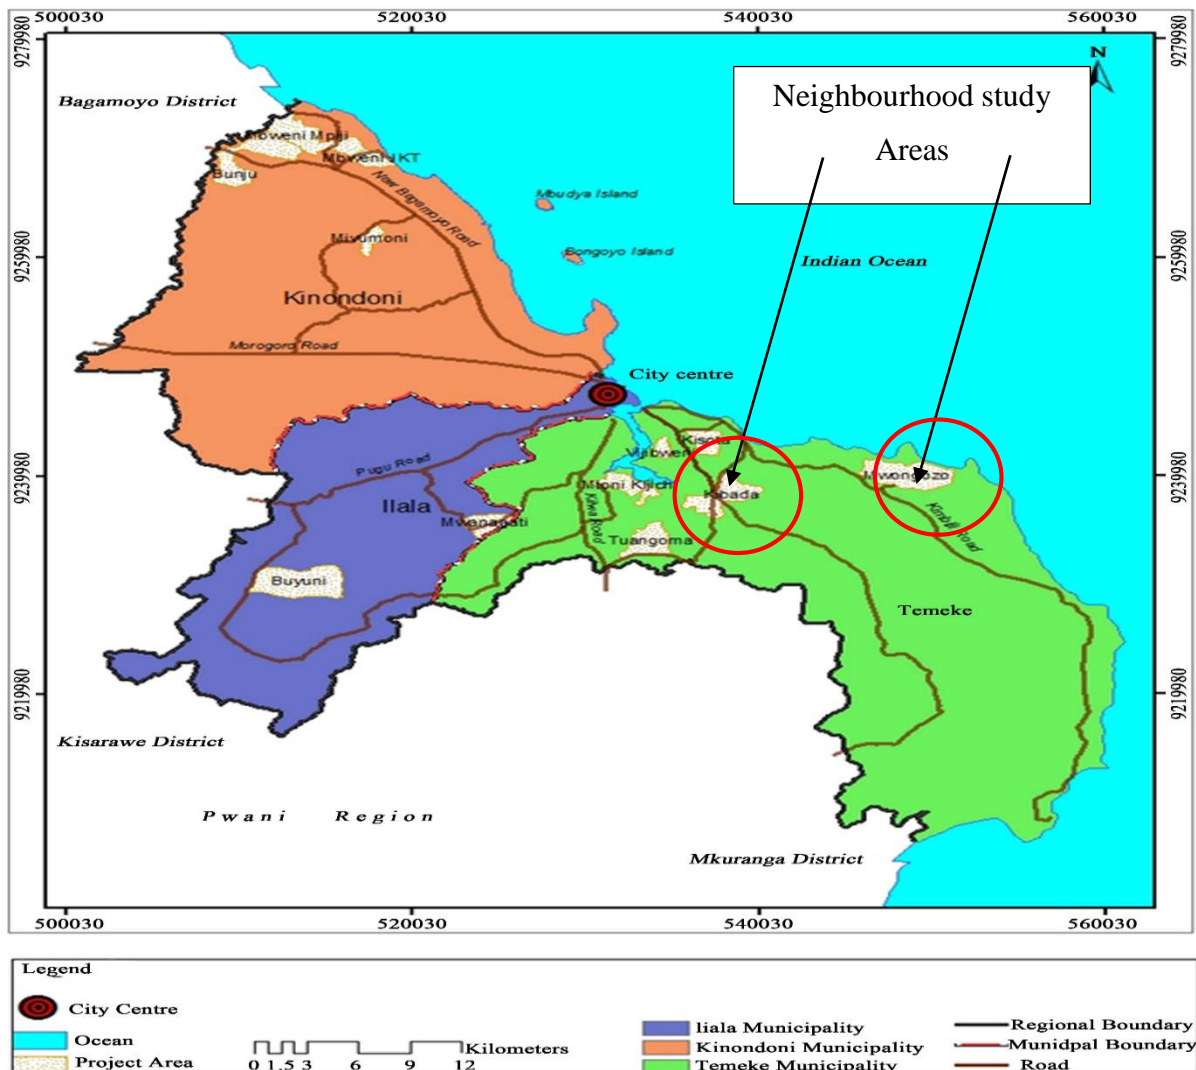 500030
520030
540030
560030
9279980
9279980
N
Bagamoyo District
Neighbourhood study
Areas
Mbweni Mpiji
Mbweni JKT
Bunju
New Bagamoyo Road
Mbudya Island
Mivumoni
Bongoyo Island
9259980
9259980
Indian Ocean
Kinondoni
Morogoro Road
City centre
Kisota
Vijibweni
Pugu Road
9239980
9239980
Mtoni Kijichi
Kibada
Mwongozo
Ilala
Kilwa Road
Mwanagati
Kimbiji Road
Tuangoma
Buyuni
Temeke
9219980
9219980
Kisarawe District
Pwani Region
Mkuranga District
500030
520030
540030
560030
Legend
City Centre
Ocean
Project Area
0 1.5 3 6 9 12
Kilometers
liala Municipality
Kinondoni Municipality
Temeke Municipality
Regional Boundary
Munidpal Boundary
Road